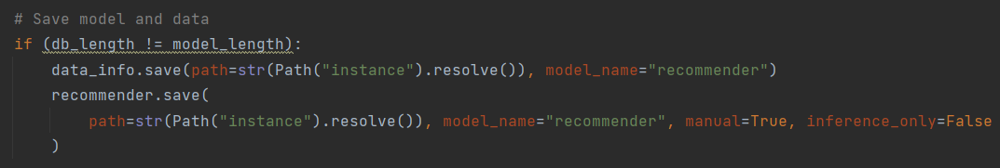 # Save model and data
if (db_length != model_length):
    data_info.save(path=str(Path("instance").resolve()), model_name="recommender")
    recommender.save(
        path=str(Path("instance").resolve()), model_name="recommender", manual=True, inference_only=False
    )